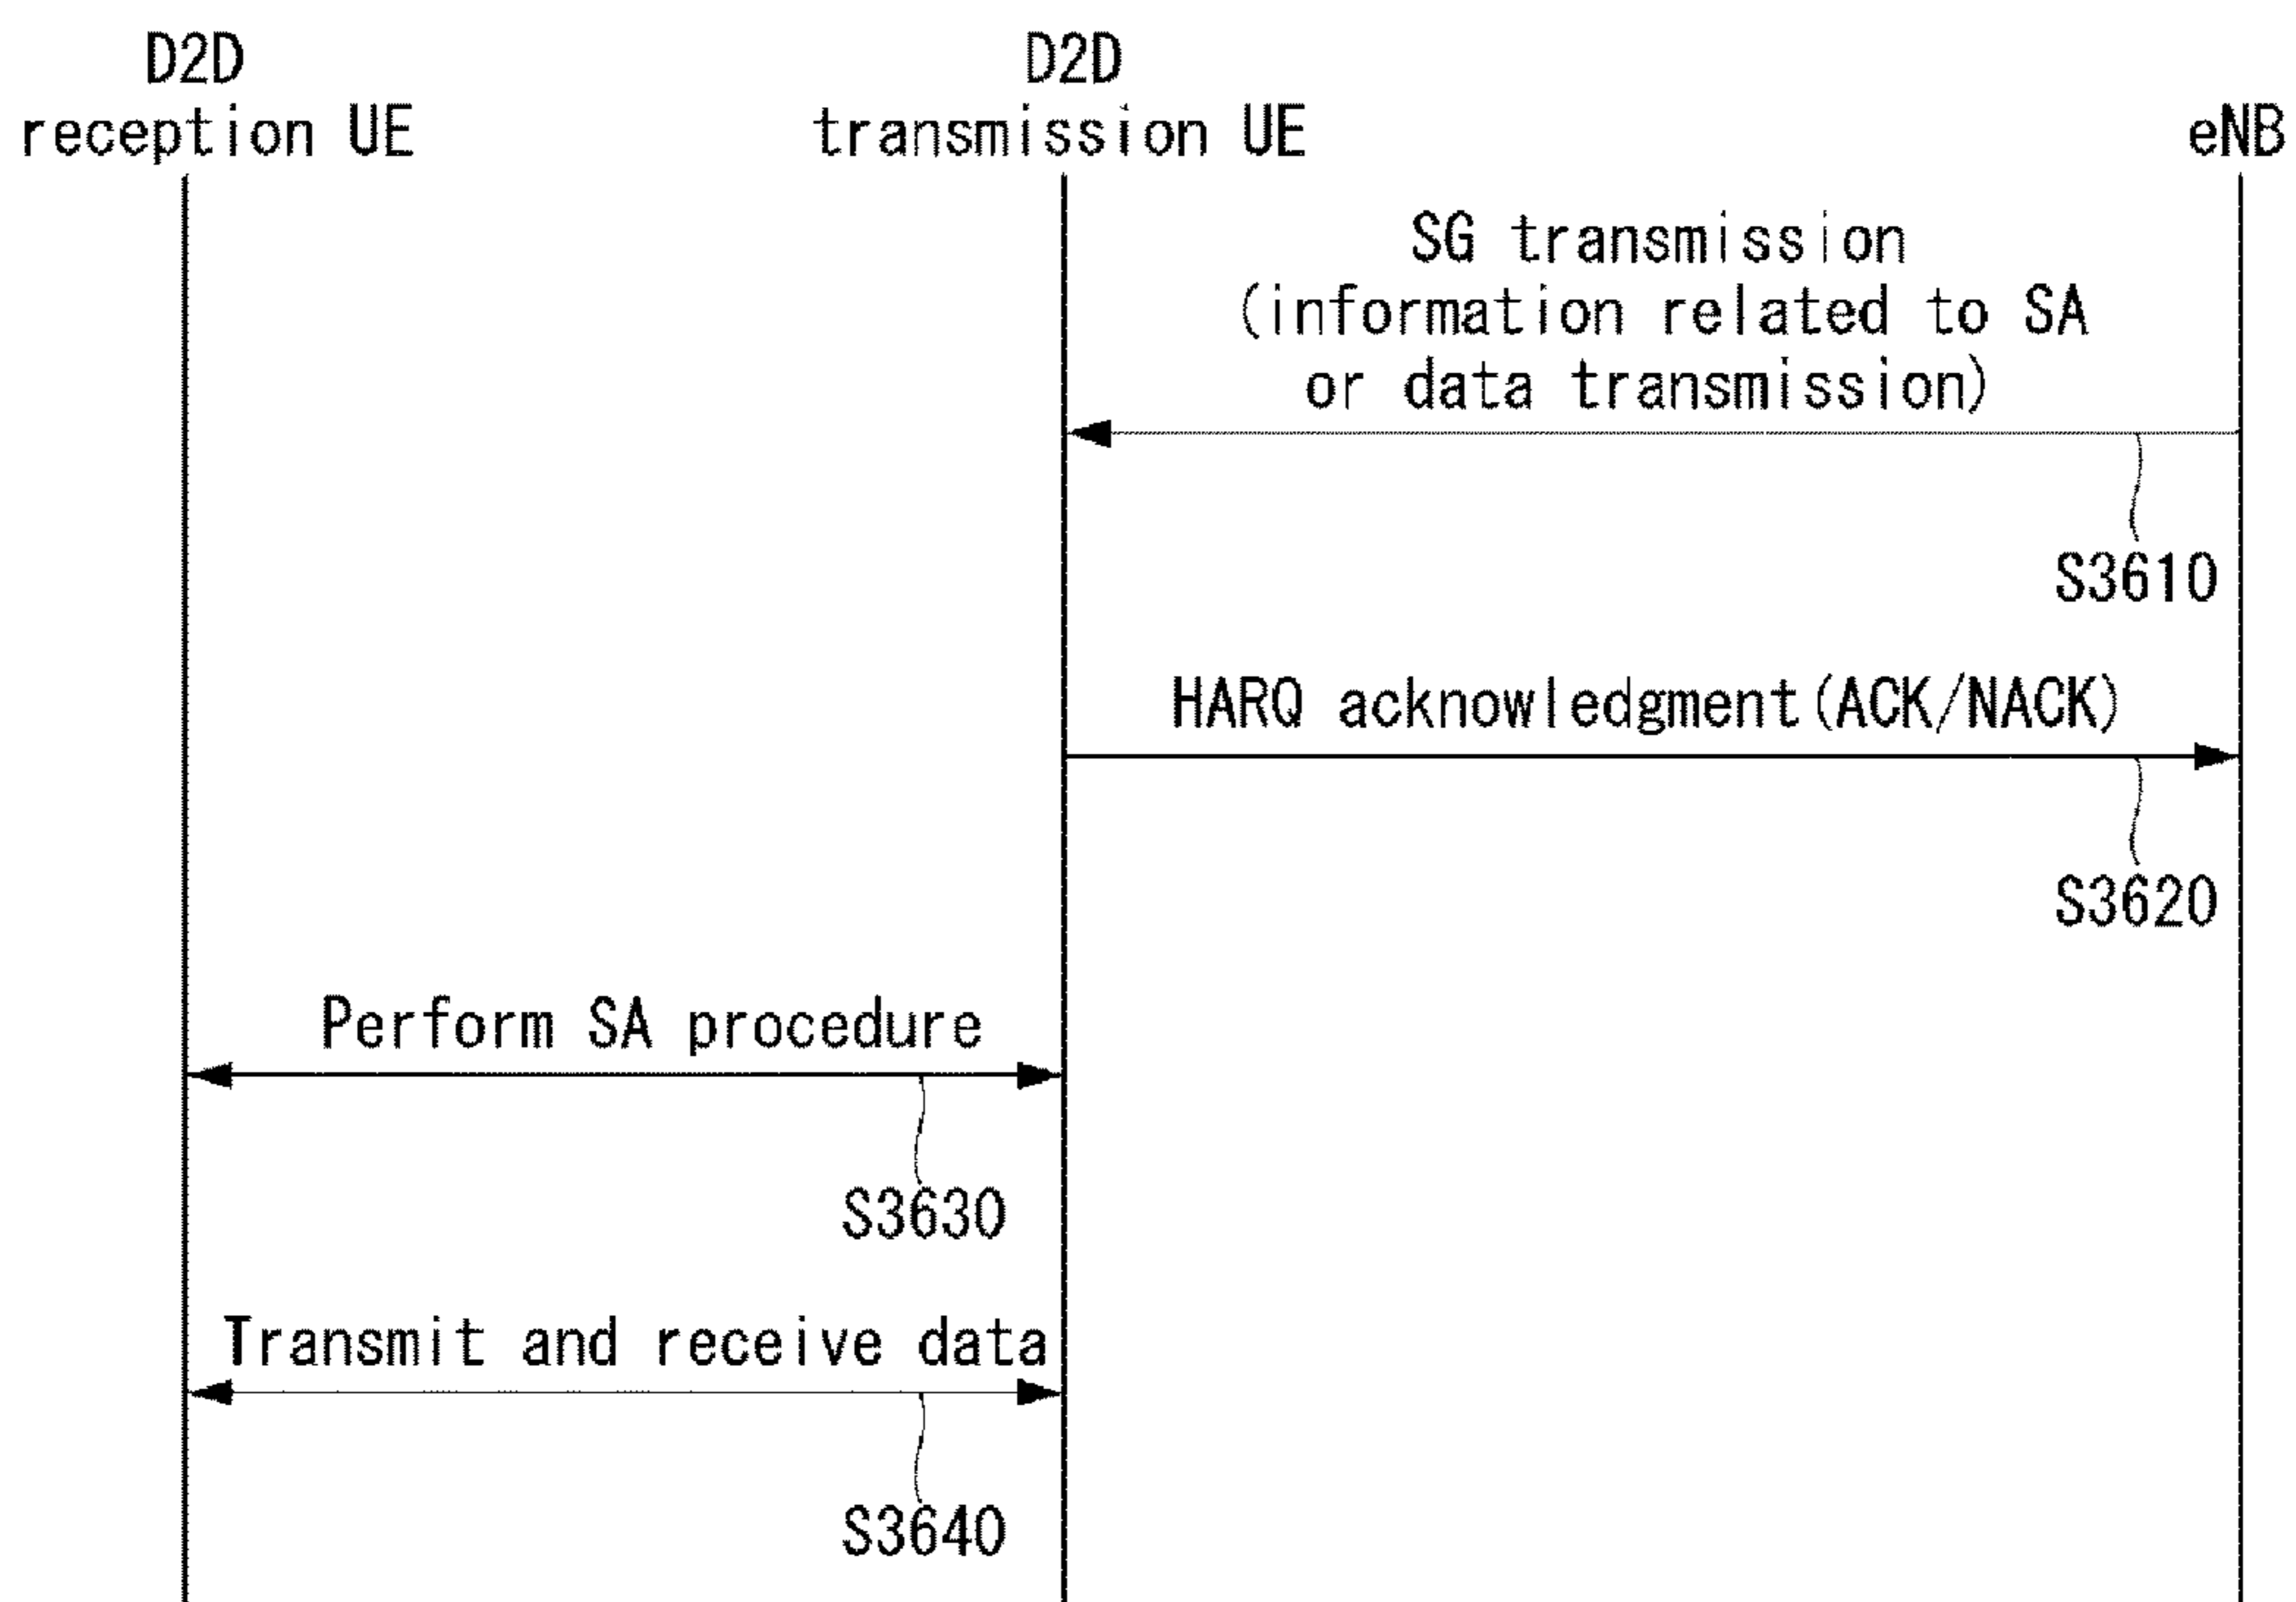 D2D
reception UE
D2D
transmission UE
eNB
SG transmission
(information related to SA
or data transmission)
S3610
HARQ acknowledgment(ACK/NACK)
S3620
Perform SA procedure
S3630
Transmit and receive data
S3640